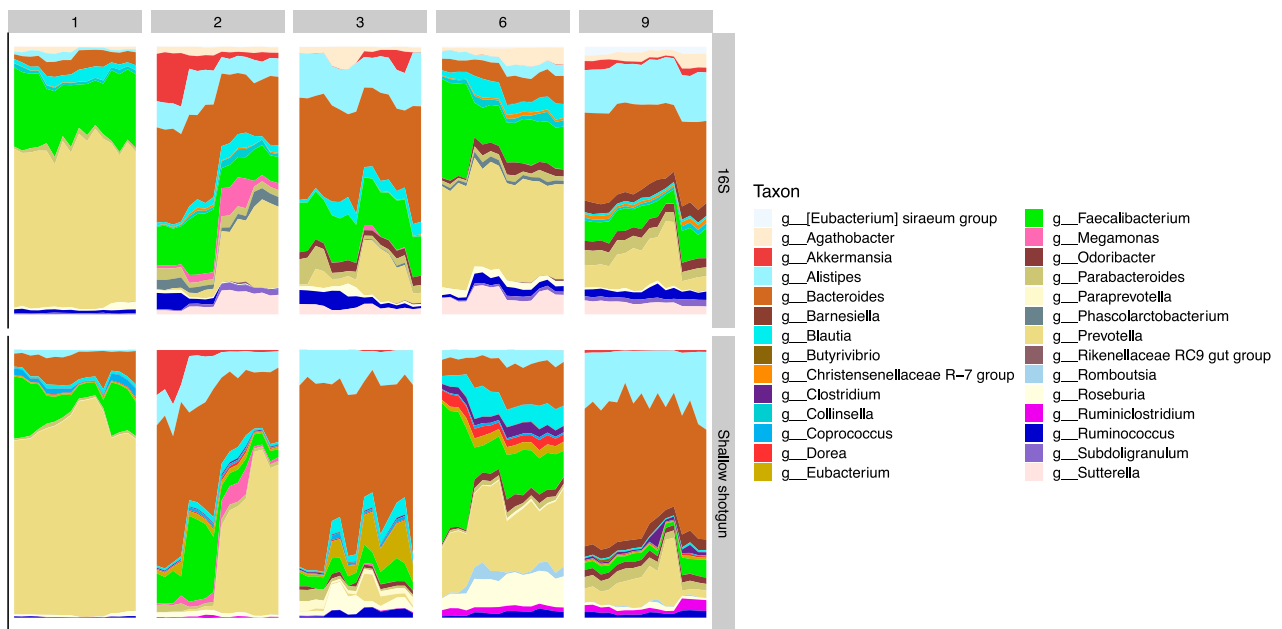 1
2
3
6
9
16S
Shallow shotgun
Taxon
g__[Eubacterium] siraeum group
g__Agathobacter
g__Akkermansia
g__Alistipes
g__Bacteroides
g__Barnesiella
g__Blautia
g__Butyrivibrio
g__Christensenellaceae R−7 group
g__Clostridium
g__Collinsella
g__Coprococcus
g__Dorea
g__Eubacterium
g__Faecalibacterium
g__Megamonas
g__Odoribacter
g__Parabacteroides
g__Paraprevotella
g__Phascolarctobacterium
g__Prevotella
g__Rikenellaceae RC9 gut group
g__Romboutsia
g__Roseburia
g__Ruminiclostridium
g__Ruminococcus
g__Subdoligranulum
g__Sutterella